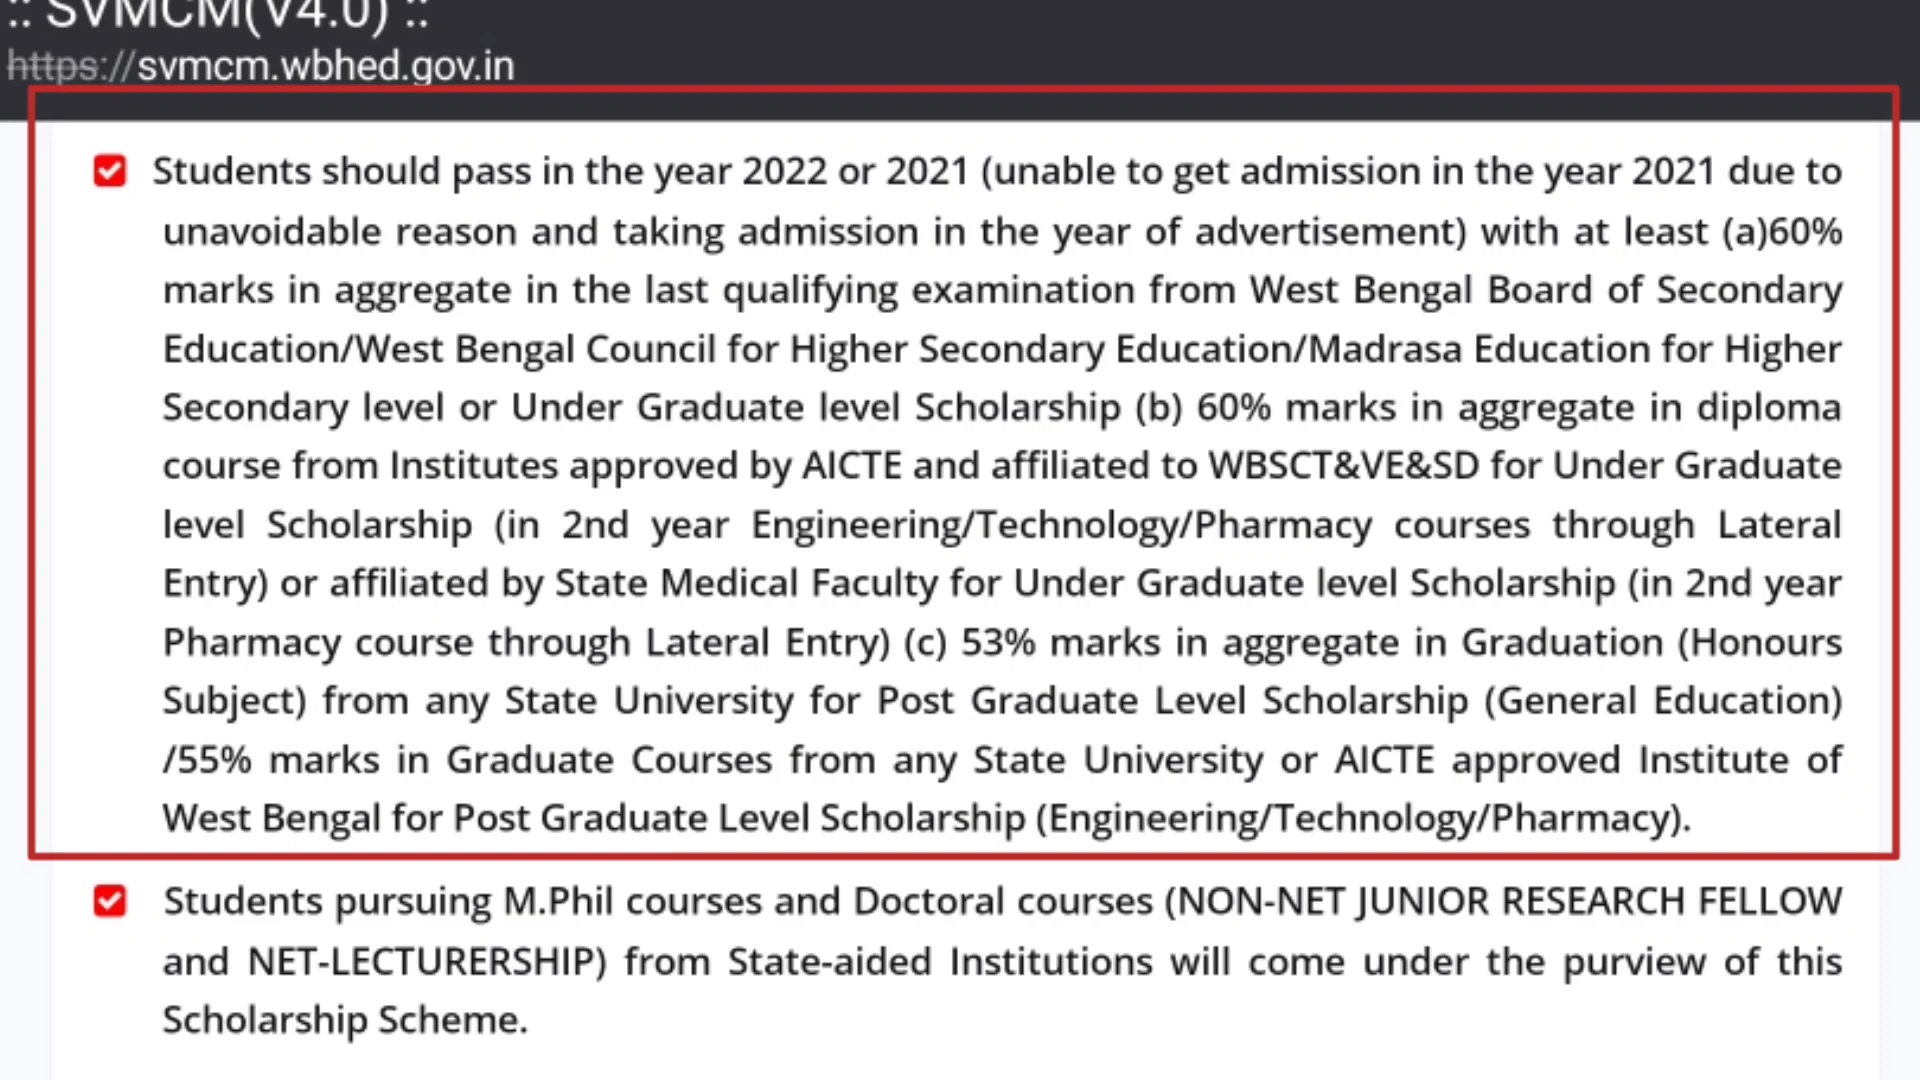 :: SVMCM(V4.0) ::
https://svmcm.wbhed.gov.in
Students should pass in the year 2022 or 2021 (unable to get admission in the year 2021 due to
unavoidable reason and taking admission in the year of advertisement) with at least (a)60%
marks in aggregate in the last qualifying examination from West Bengal Board of Secondary
Education/West Bengal Council for Higher Secondary Education/Madrasa Education for Higher
Secondary level or Under Graduate level Scholarship (b) 60% marks in aggregate in diploma
course from Institutes approved by AICTE and affiliated to WBSCT&VE&SD for Under Graduate
level Scholarship (in 2nd year Engineering/Technology/Pharmacy courses through Lateral
Entry) or affiliated by State Medical Faculty for Under Graduate level Scholarship (in 2nd year
Pharmacy course through Lateral Entry) (c) 53% marks in aggregate in Graduation (Honours
Subject) from any State University for Post Graduate Level Scholarship (General Education)
/55% marks in Graduate Courses from any State University or AICTE approved Institute of
West Bengal for Post Graduate Level Scholarship (Engineering/Technology/Pharmacy).
Students pursuing M.Phil courses and Doctoral courses (NON-NET JUNIOR RESEARCH FELLOW
and NET-LECTURERSHIP) from State-aided Institutions will come under the purview of this
Scholarship Scheme.